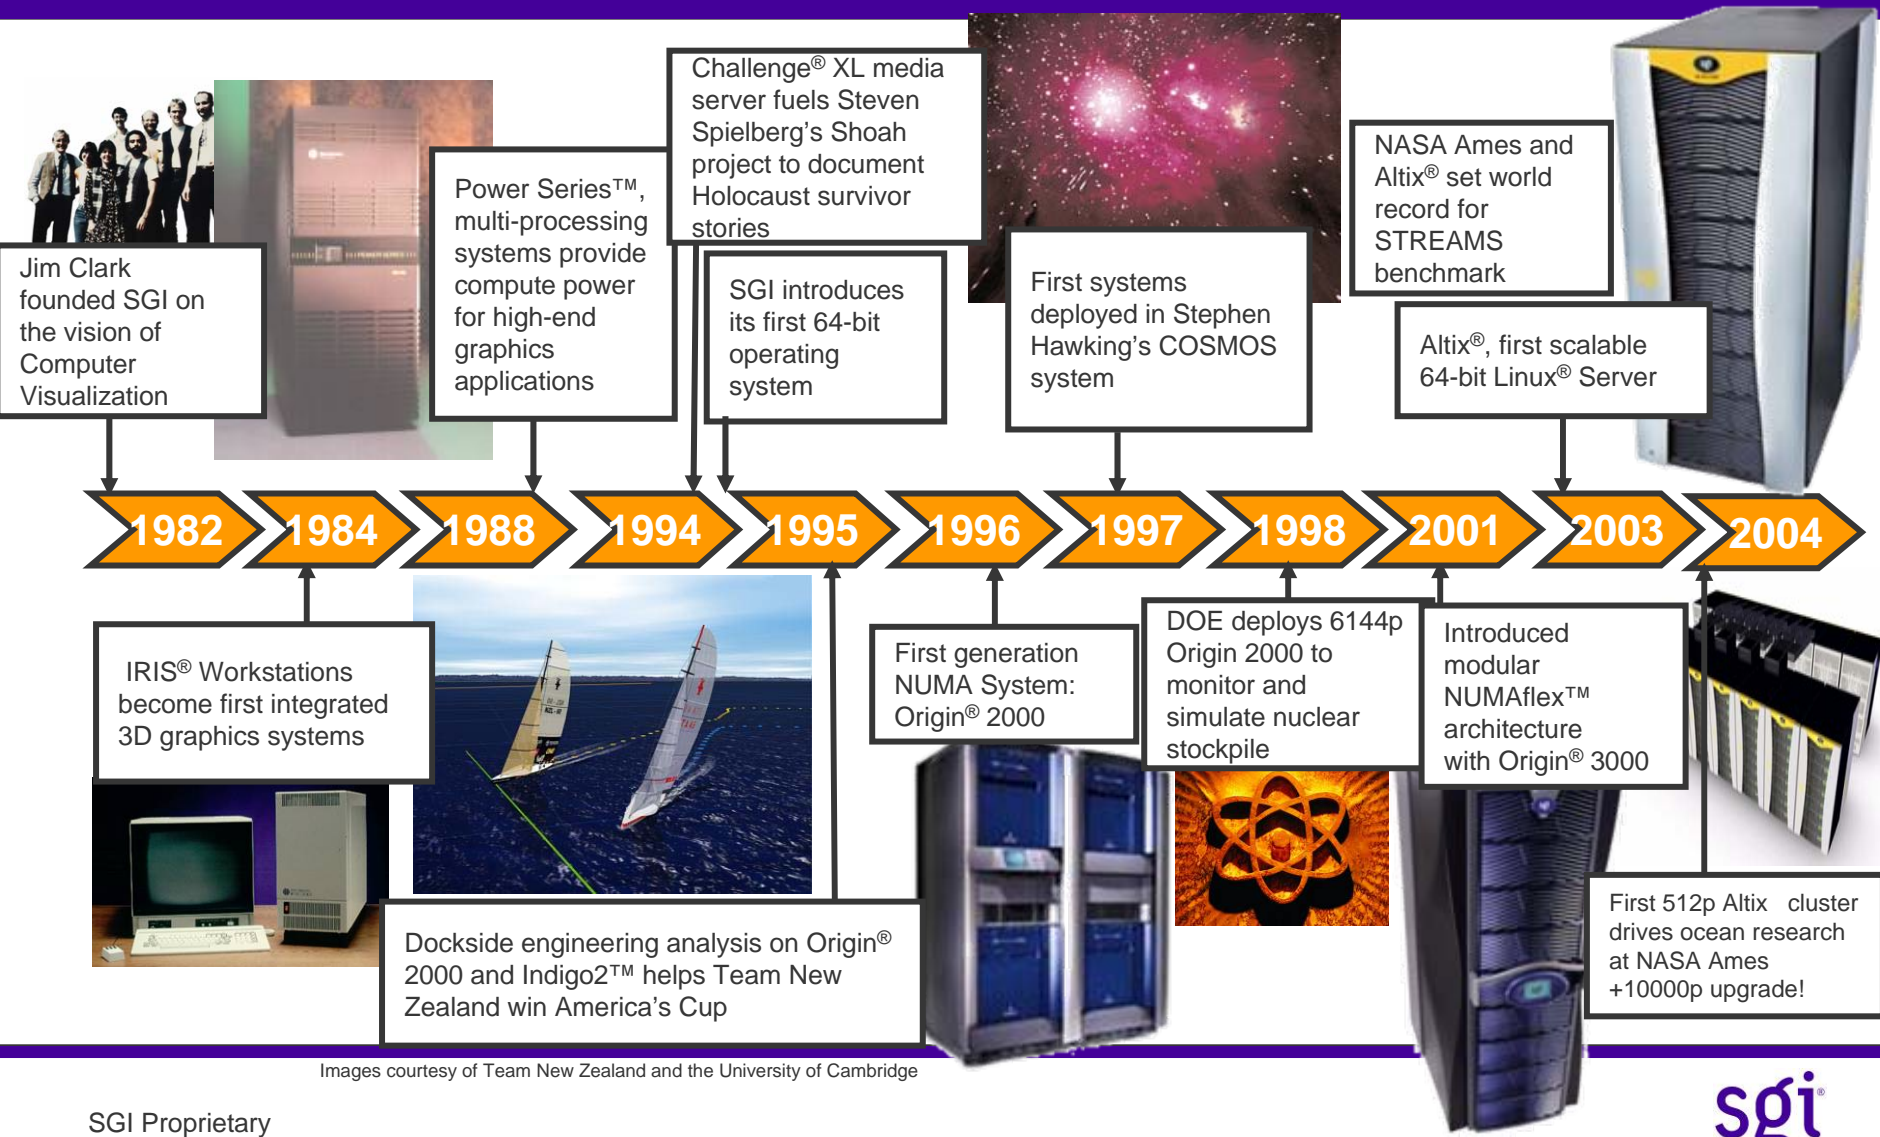 Challenge® XL media
server fuels Steven
Spielberg's Shoah
project to document
Holocaust survivor
stories
NASA Ames and
Altix® set world
record for
STREAMS
benchmark
Power Series™,
multi-processing
systems provide
compute power
for high-end
graphics
applications
Jim Clark
founded SGI on
the vision of
Computer
Visualization
SGI introduces
its first 64-bit
operating
system
First systems
deployed in Stephen
Hawking's COSMOS
system
Altix®, first scalable
64-bit Linux® Server
1982
1984
1988
1994
1995
1996
1997
1998
2001
2003
2004
IRIS® Workstations
become first integrated
3D graphics systems
First generation
NUMA System:
Origin® 2000
DOE deploys 6144p
Origin 2000 to
monitor and
simulate nuclear
stockpile
Introduced
modular
NUMAflex™
architecture
with Origin® 3000
Dockside engineering analysis on Origin®
2000 and Indigo2™ helps Team New
Zealand win America's Cup
First 512p Altix cluster
drives ocean research
at NASA Ames
+10000p upgrade!
Images courtesy of Team New Zealand and the University of Cambridge
SGI Proprietary
sgi